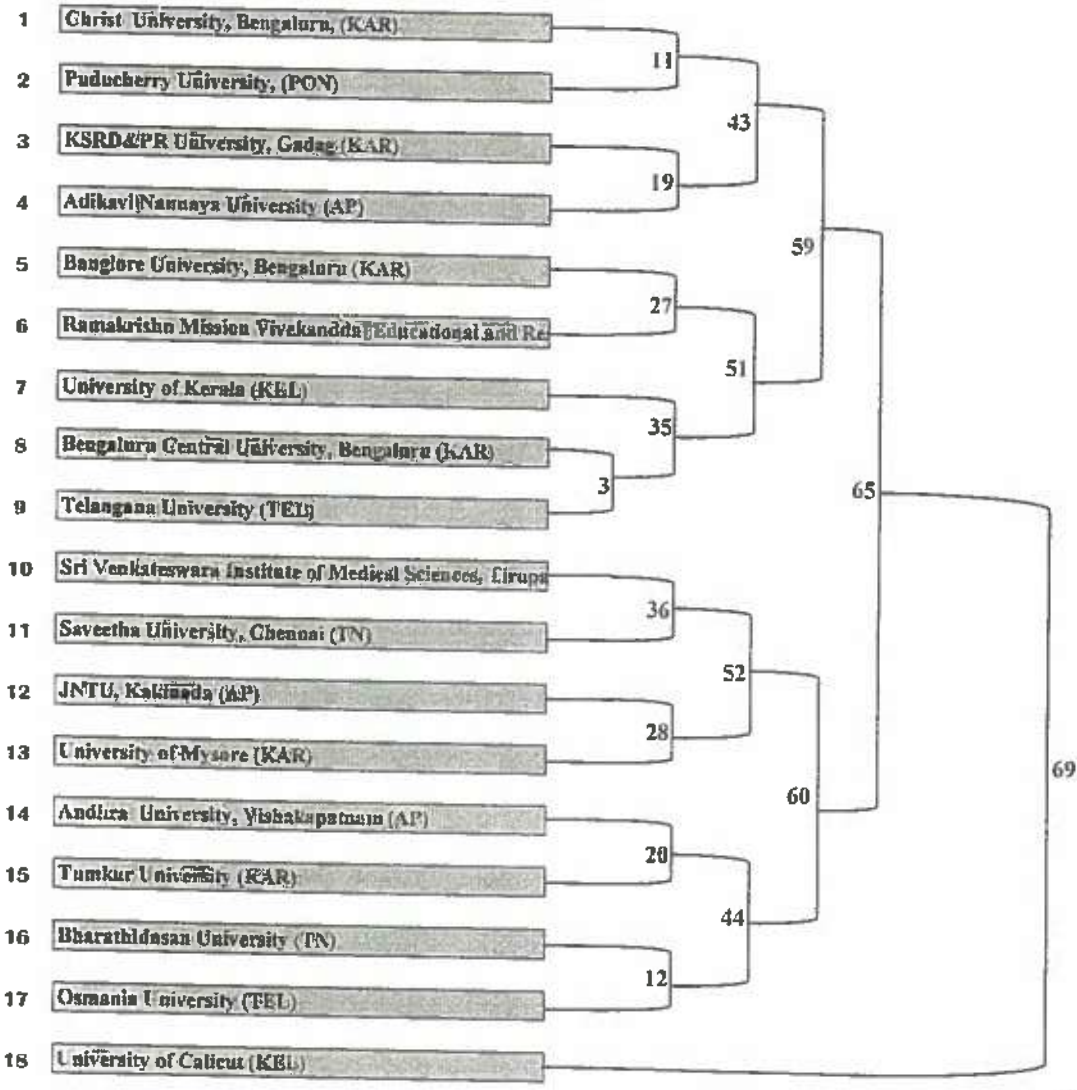 1 Christ University, Bengaluru, (KAR)
2 Puducherry University, (PON)
3 KSRD&PR University, Gadag (KAR)
4 Adikavi Nannaya University (AP)
5 Banglore University, Bengaluru (KAR)
6 Ramakrishn Mission Vivekandda Educational and Re
7 University of Kerala (KEL)
8 Bengaluru Central University, Bengaluru (KAR)
9 Telangana University (TEL)
10 Sri Venkateswara Institute of Medical Sciences, Tirupa
11 Saveetha University, Chennai (TN)
12 JNTU, Kakinada (AP)
13 University of Mysore (KAR)
14 Andhra University, Vishakapatnam (AP)
15 Tumkur University (KAR)
16 Bharathidasan University (TN)
17 Osmania University (TEL)
18 University of Calicut (KEL)
11
43
19
59
27
51
35
3
65
36
52
28
69
60
20
44
12